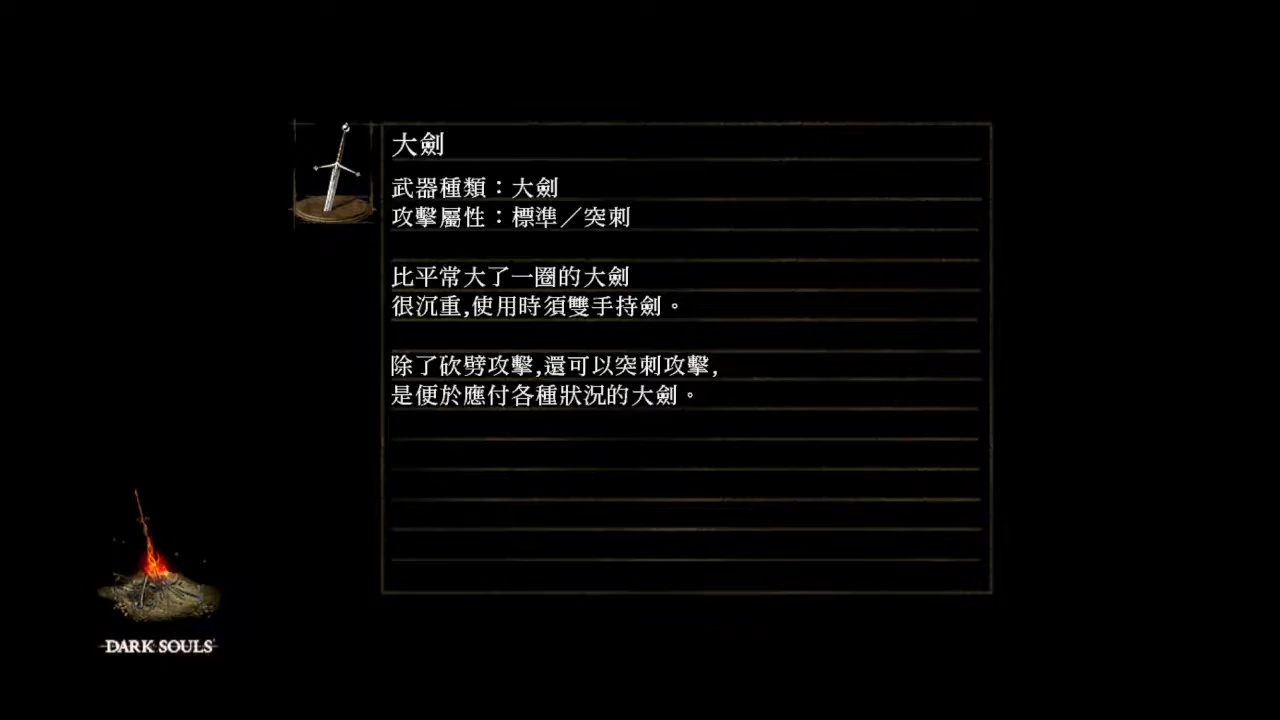 大劍
武器種類：大劍
攻擊屬性：標準／突刺
比平常大了一圈的大劍
很沉重,使用時須雙手持劍。
除了砍劈攻擊,還可以突刺攻擊,
是便於應付各種狀況的大劍。
DARK SOULS